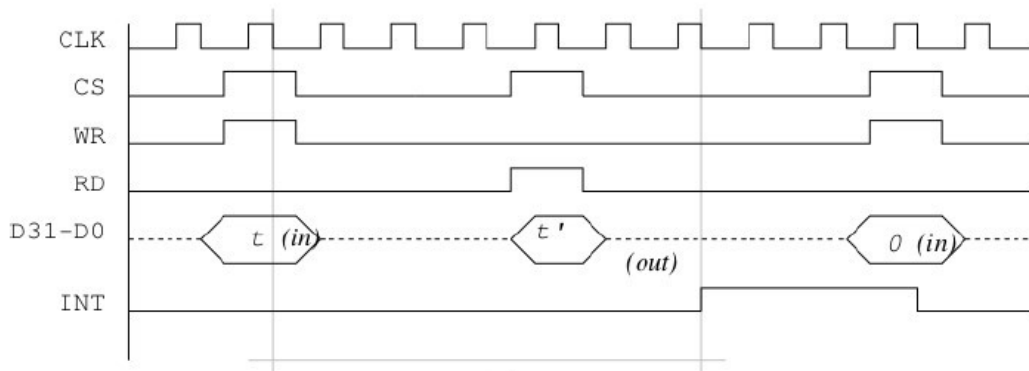 CLK
CS
WR
RD
D31-D0 t (in) t' (out) 0 (in)
INT